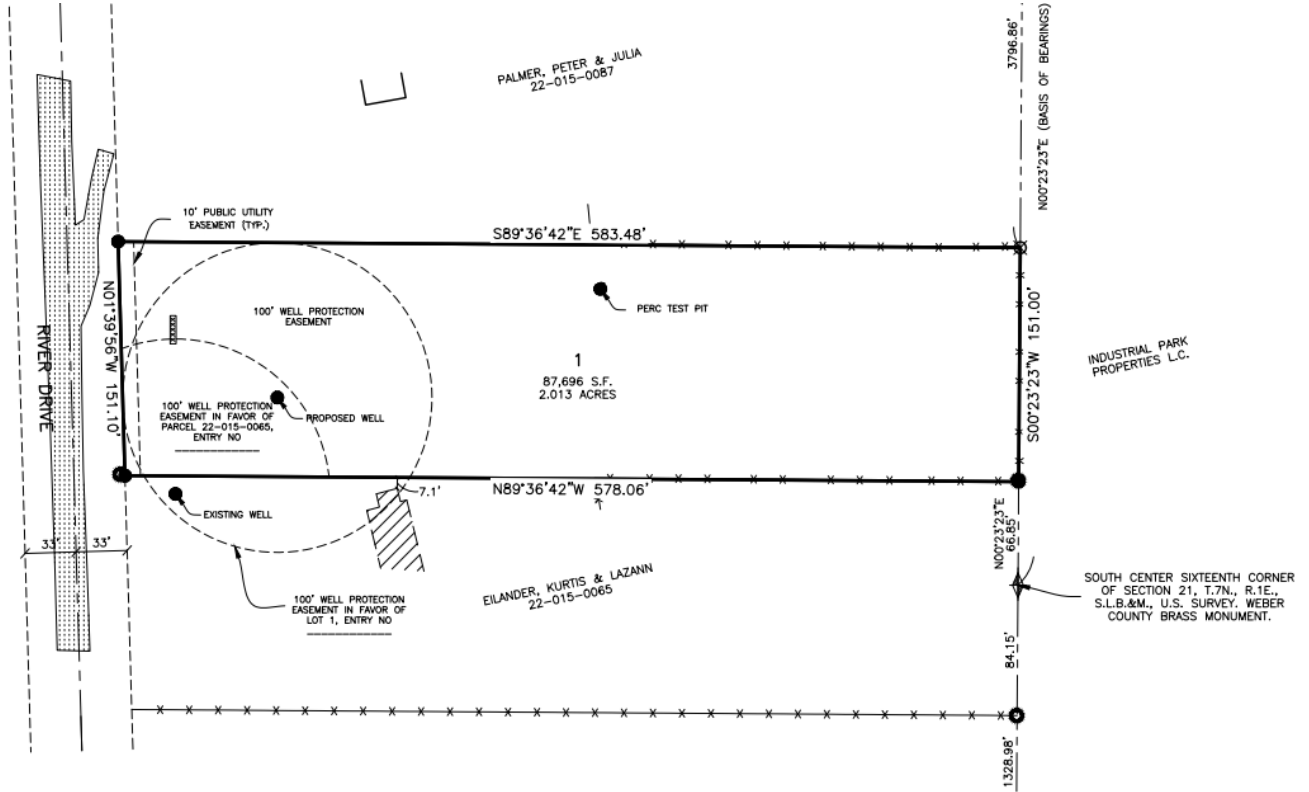 3796.86'
N00°23'23"E (BASIS OF BEARINGS)
PALMER, PETER & JULIA
22-015-0087
10' PUBLIC UTILITY
EASEMENT (TYP.)
S89°36'42"E 583.48'
100' WELL PROTECTION
EASEMENT
PERC TEST PIT
N01°39'56"W 151.10'
RIVER DRIVE
1
87,696 S.F.
2.013 ACRES
S00°23'23"W 151.00'
INDUSTRIAL PARK
PROPERTIES L.C.
100' WELL PROTECTION
EASEMENT IN FAVOR OF
PARCEL 22-015-0065,
ENTRY NO
PROPOSED WELL
N89°36'42"W 578.06'
7.1'
EXISTING WELL
33'
33'
N00°23'23"E
66.85'
EILANDER, KURTIS & LAZANN
22-015-0065
100' WELL PROTECTION
EASEMENT IN FAVOR OF
LOT 1, ENTRY NO
SOUTH CENTER SIXTEENTH CORNER
OF SECTION 21, T.7N., R.1E.,
S.L.B.&M., U.S. SURVEY. WEBER
COUNTY BRASS MONUMENT.
84.15'
1328.98'